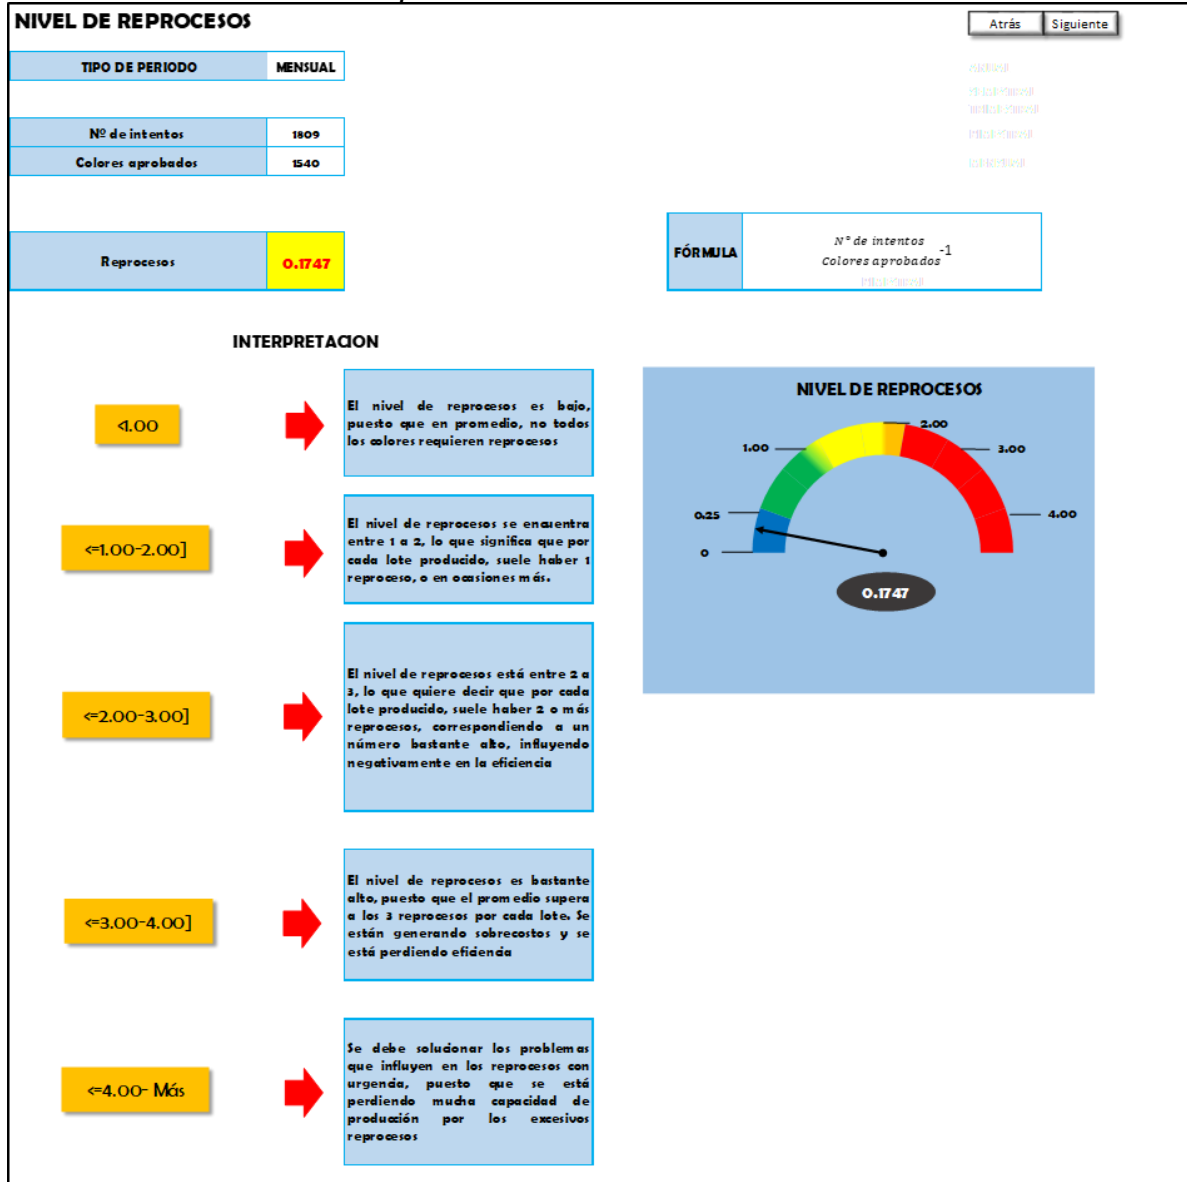 NIVEL DE REPROCESOS
Atrás Siguiente
TIPO DE PERIODO MENSUAL
Nº de intentos 1809
Colores aprobados 1540
Reprocesos 0.1747
FÓRMULA
N° de intentos
Colores aprobados
-1
INTERPRETACION
<1.00
El nivel de reprocesos es bajo,
puesto que en promedio, no todos
los colores requieren reprocesos
<=1.00-2.00]
El nivel de reprocesos se encuentra
entre 1 a 2, lo que significa que por
cada lote producido, suele haber 1
reproceso, o en ocasiones más.
<=2.00-3.00]
El nivel de reprocesos está entre 2 a
3, lo que quiere decir que por cada
lote producido, suele haber 2 o más
reprocesos, correspondiendo a un
número bastante alto, influyendo
negativamente en la eficiencia
<=3.00-4.00]
El nivel de reprocesos es bastante
alto, puesto que el promedio supera
a los 3 reprocesos por cada lote. Se
están generando sobrecostos y se
está perdiendo eficiencia
<=4.00- Más
Se debe solucionar los problemas
que influyen en los reprocesos con
urgencia, puesto que se está
perdiendo mucha capacidad de
producción por los excesivos
reprocesos
NIVEL DE REPROCESOS
2.00
1.00
3.00
0.25
4.00
0
0.1747